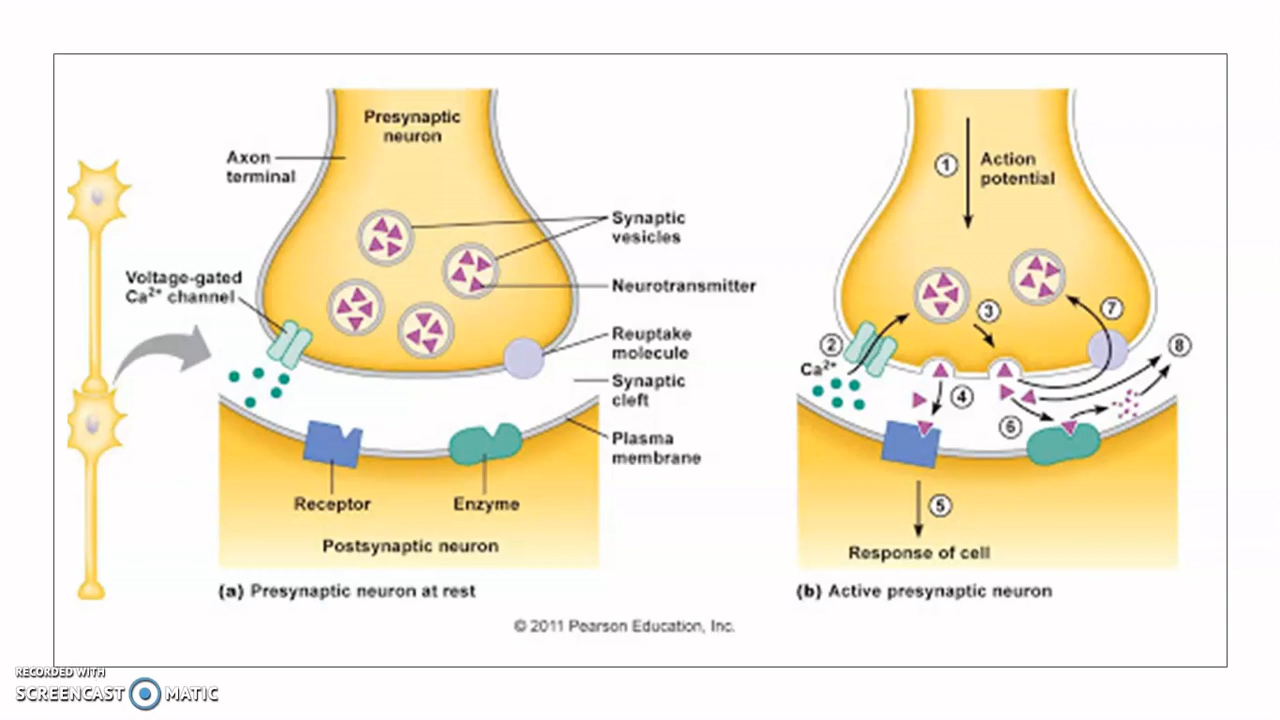 Presynaptic
neuron
Axon
terminal
Synaptic
vesicles
Voltage-gated
Ca²⁺ channel
Neurotransmitter
Reuptake
molecule
Synaptic
cleft
Plasma
membrane
Receptor
Enzyme
Postsynaptic neuron
(a) Presynaptic neuron at rest
1
Action
potential
2
Ca²⁺
3
7
8
4
6
5
Response of cell
(b) Active presynaptic neuron
© 2011 Pearson Education, Inc.
RECORDED WITH
SCREENCAST MATIC